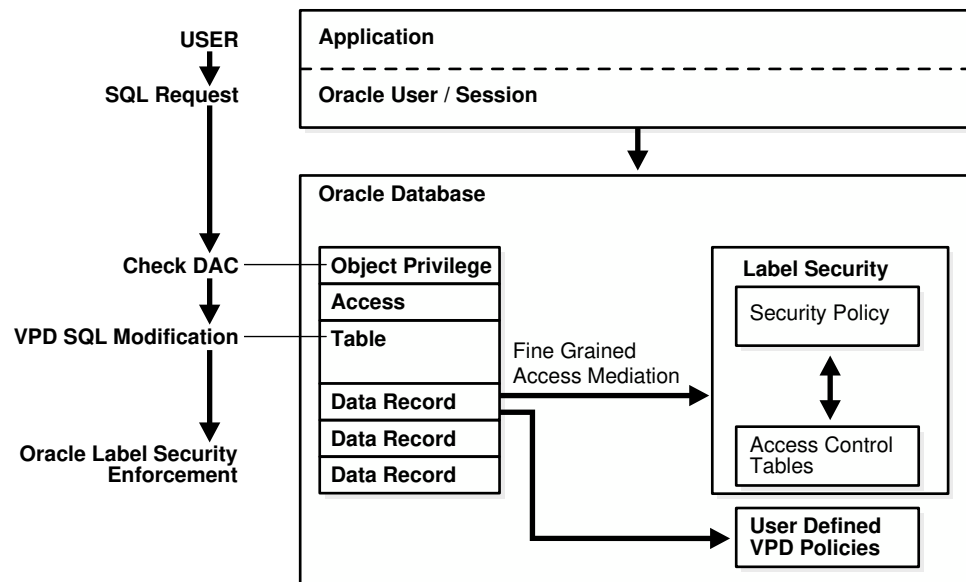 USER
SQL Request
Check DAC
VPD SQL Modification
Oracle Label Security
Enforcement
Application
Oracle User / Session
Oracle Database
Object Privilege
Access
Table
Data Record
Data Record
Data Record
Fine Grained
Access Mediation
Label Security
Security Policy
Access Control
Tables
User Defined
VPD Policies